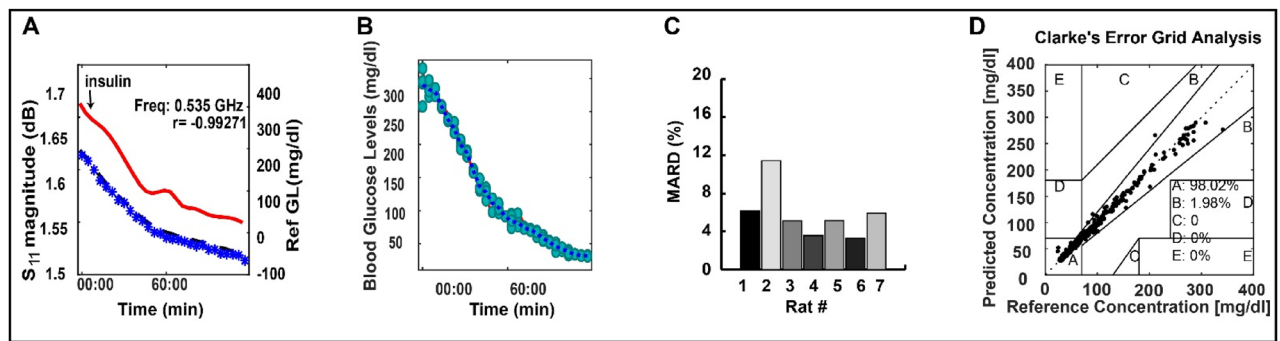 A
insulin
Freq: 0.535 GHz
r= -0.99271
S11 magnitude (dB)
1.7
1.65
1.6
1.55
1.5
400
300
200
100
0
-100
Ref GL(mg/dl)
00:00 60:00
Time (min)
B
Blood Glucose Levels (mg/dl)
300
250
200
150
100
50
00:00 60:00
Time (min)
C
MARD (%)
20
16
12
8
4
0
1 2 3 4 5 6 7
Rat #
D
Clarke's Error Grid Analysis
Predicted Concentration [mg/dl]
400
350
300
250
200
150
100
50
0
E C B
B
D D
A: 98.02%
B: 1.98%
C: 0
D: 0%
E: 0%
A C E
0 100 200 300 400
Reference Concentration [mg/dl]